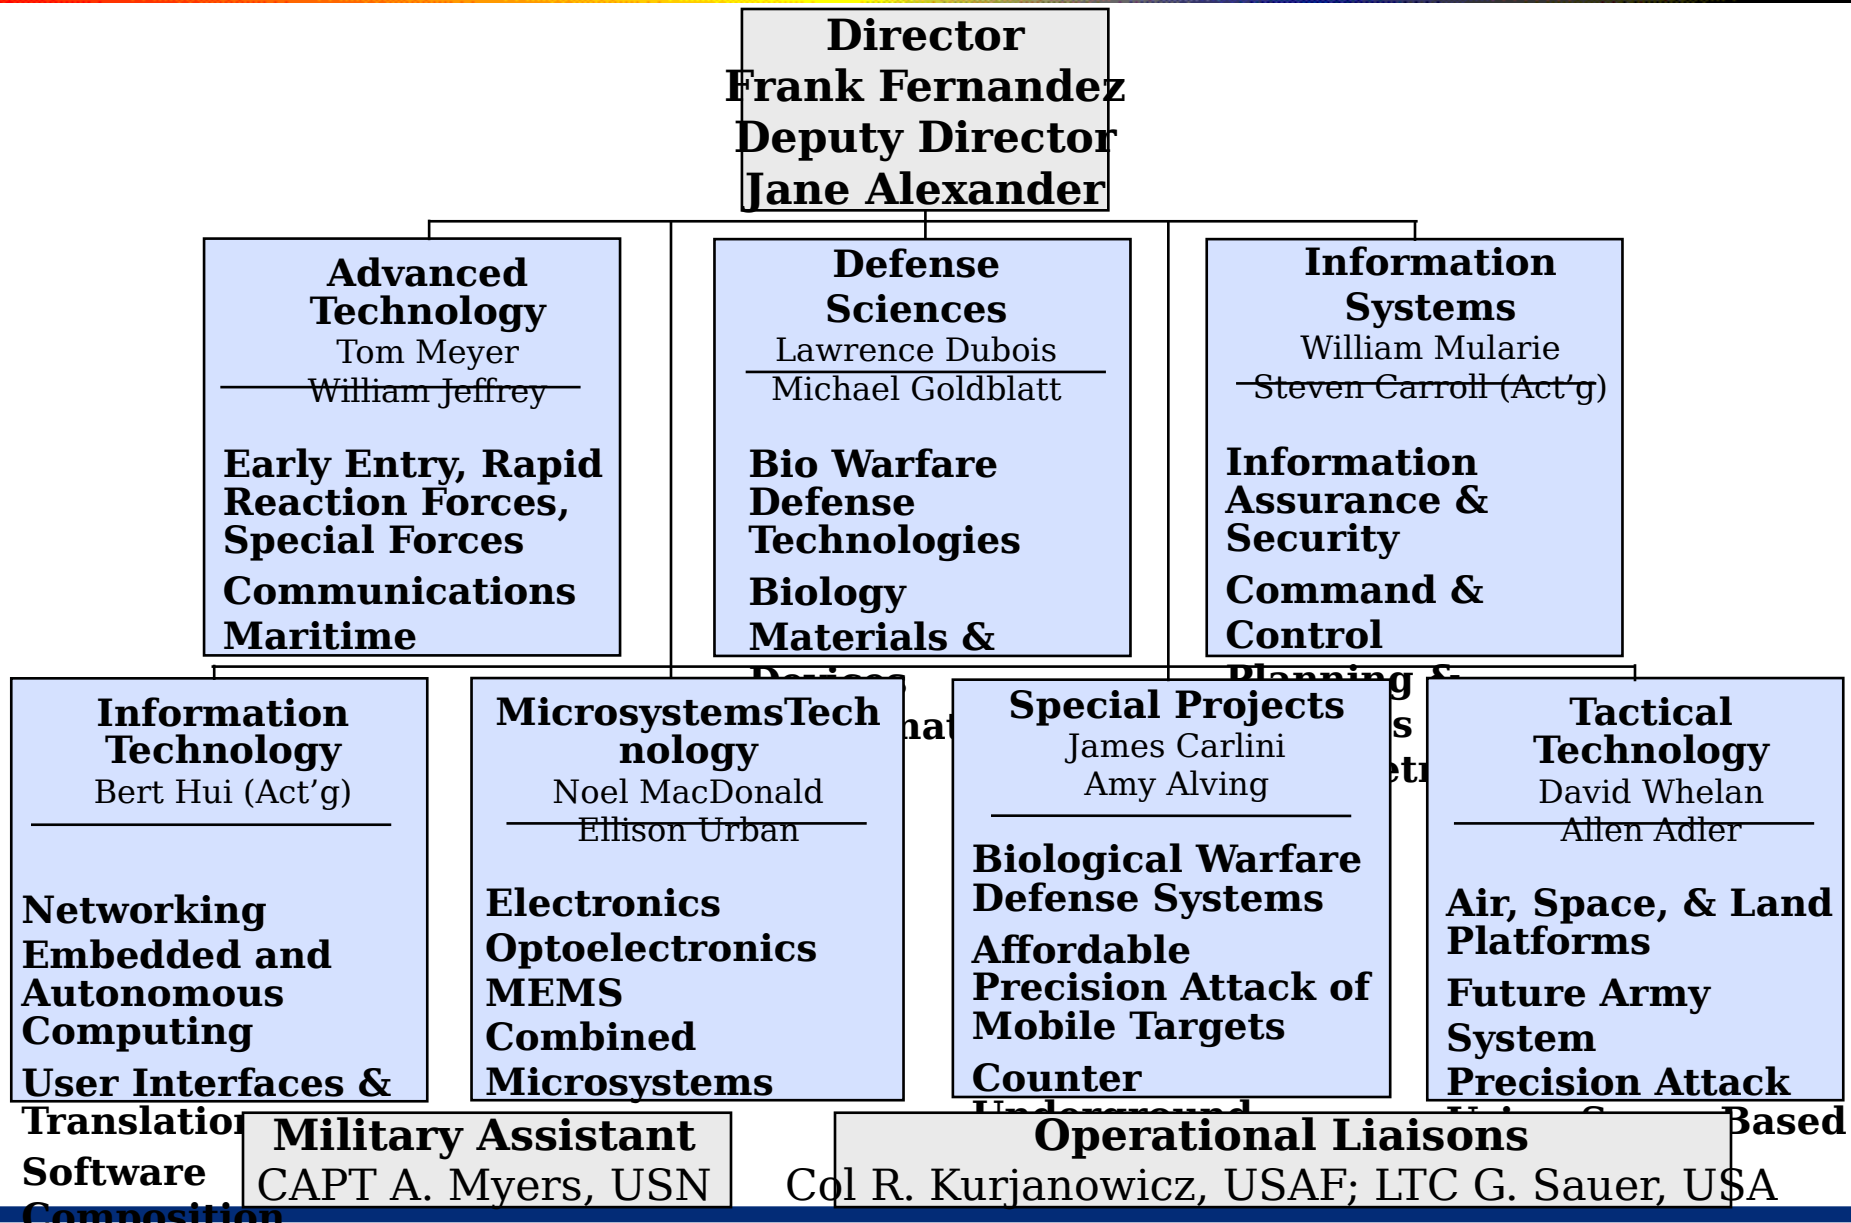 Director
Frank Fernandez
Deputy Director
Jane Alexander
Advanced
Technology
Tom Meyer
William Jeffrey
Early Entry, Rapid
Reaction Forces,
Special Forces
Communications
Maritime
Defense
Sciences
Lawrence Dubois
Michael Goldblatt
Bio Warfare
Defense
Technologies
Biology
Materials &
Devices
Information
Systems
William Mularie
Steven Carroll (Act’g)
Information
Assurance &
Security
Command &
Control
Planning &
Information
Technology
Bert Hui (Act’g)
Networking
Embedded and
Autonomous
Computing
User Interfaces &
Translation
Software
Composition
MicrosystemsTech
nology
Noel MacDonald
Ellison Urban
Electronics
Optoelectronics
MEMS
Combined
Microsystems
Special Projects
James Carlini
Amy Alving
Biological Warfare
Defense Systems
Affordable
Precision Attack of
Mobile Targets
Counter
Underground
Tactical
Technology
David Whelan
Allen Adler
Air, Space, & Land
Platforms
Future Army
System
Precision Attack
Based
Military Assistant
CAPT A. Myers, USN
Operational Liaisons
Col R. Kurjanowicz, USAF; LTC G. Sauer, USA